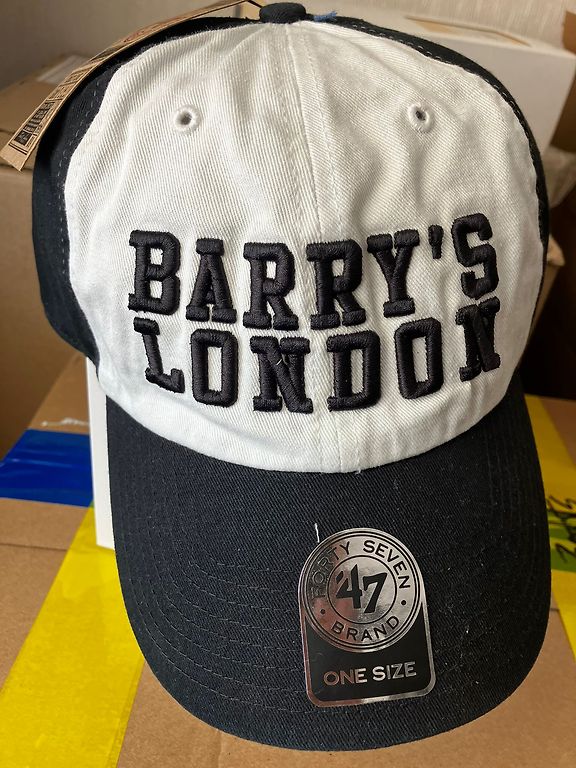 BARRY'S
LONDON
FORTY SEVEN
'47
BRAND
ONE SIZE